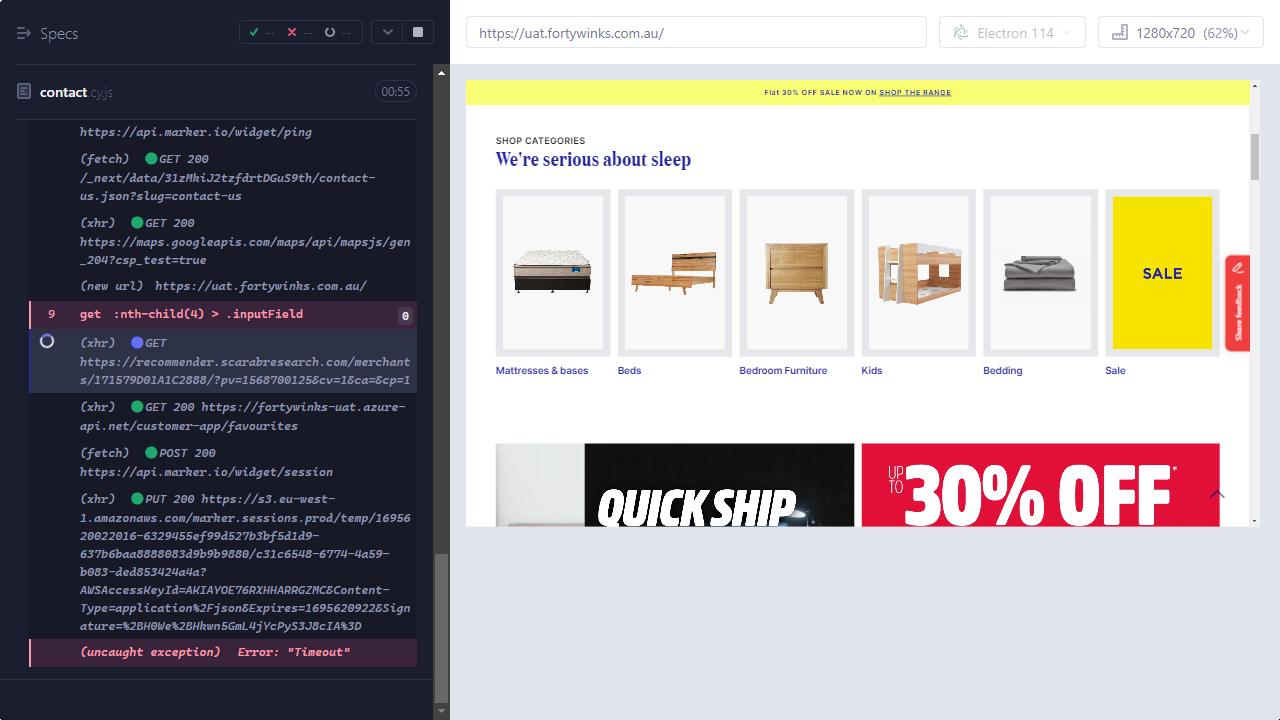 Specs
-- -- --
https://uat.fortywinks.com.au/
Electron 114
1280x720 (62%)
contact.cy.js
00:55
https://api.marker.io/widget/ping
(fetch) GET 200
/_next/data/31zMkiJ2tzfdrtDGuS9th/contact-
us.json?slug=contact-us
(xhr) GET 200
https://maps.googleapis.com/maps/api/mapsjs/gen
_204?csp_test=true
(new url) https://uat.fortywinks.com.au/
9 get :nth-child(4) > .inputField 0
(xhr) GET
https://recommender.scarabresearch.com/merchant
s/171579D01A1C2888/?pv=1568700125&cv=1&ca=&cp=1
(xhr) GET 200 https://fortywinks-uat.azure-
api.net/customer-app/favourites
(fetch) POST 200
https://api.marker.io/widget/session
(xhr) PUT 200 https://s3.eu-west-
1.amazonaws.com/marker.sessions.prod/temp/16956
20022016-6329455ef99d527b3bf5d1d9-
637b6baa8888083d9b9b9880/c31c6548-6774-4a59-
b083-ded853424a4a?
AWSAccessKeyId=AKIAYOE76RXHHARRGZMC&Content-
Type=application%2Fjson&Expires=1695620922&Sign
ature=%2BH0We%2BHkwn5GmL4jYcPyS3J8cIA%3D
(uncaught exception) Error: "Timeout"
Flat 30% OFF SALE NOW ON SHOP THE RANGE
SHOP CATEGORIES
We're serious about sleep
SALE
Mattresses & bases
Beds
Bedroom Furniture
Kids
Bedding
Sale
Share feedback
QUICK SHIP
UP TO 30% OFF*